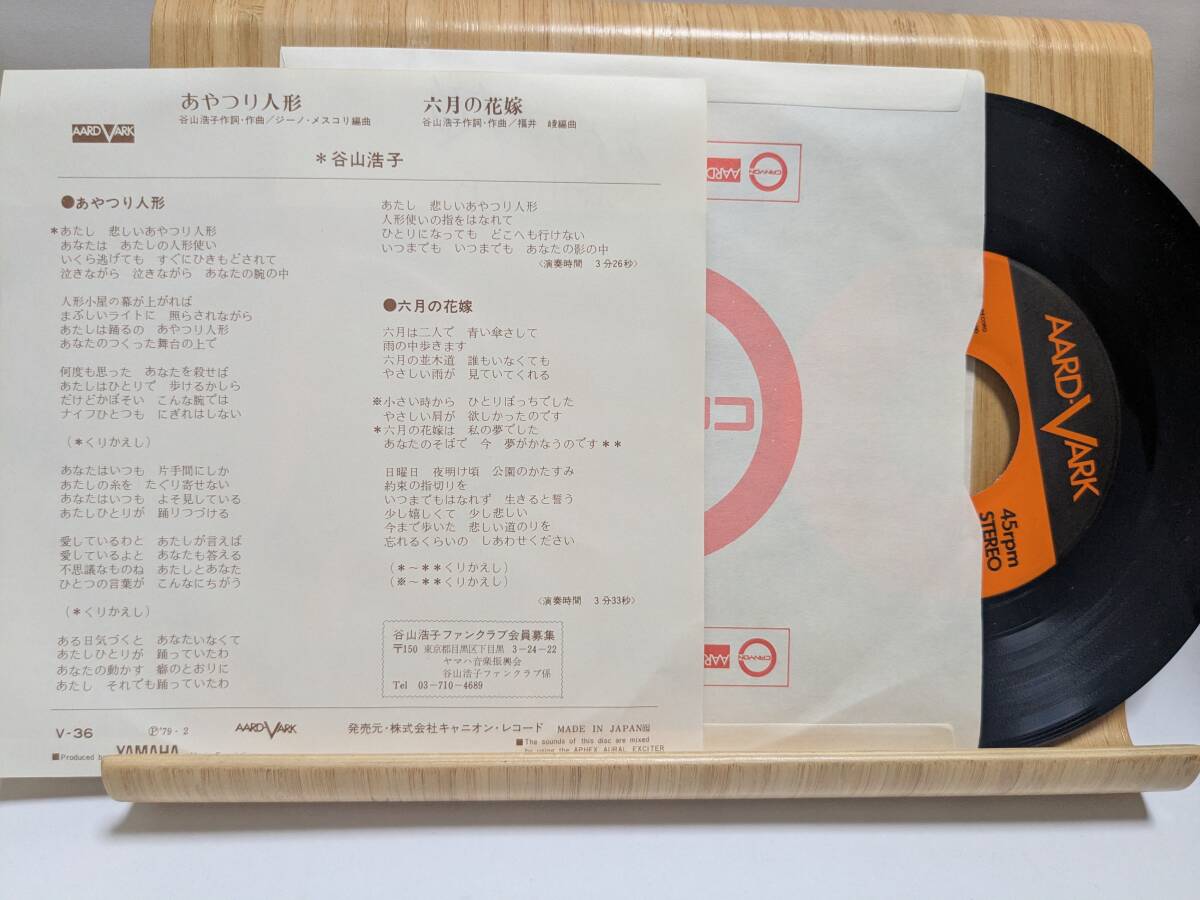 あやつり人形
谷山浩子作詞・作曲／ジーノ・メスコリ編曲
六月の花嫁
谷山浩子作詞・作曲／福井 崚編曲
AARD VARK
＊谷山浩子
●あやつり人形
＊あたし 悲しいあやつり人形
あなたは あたしの人形使い
いくら逃げても すぐにひきもどされて
泣きながら 泣きながら あなたの腕の中
人形小屋の幕が上がれば
まぶしいライトに 照らされながら
あたしは踊るの あやつり人形
あなたのつくった舞台の上で
何度も思った あなたを殺せば
あたしはひとりで 歩けるかしら
だけどかぼそい こんな腕では
ナイフひとつも にぎれはしない
（＊くりかえし）
あなたはいつも 片手間にしか
あたしの糸を たぐり寄せない
あなたはいつも よそ見している
あたしひとりが 踊りつづける
愛しているわと あたしが言えば
愛しているよと あなたも答える
不思議なものね あたしとあなた
ひとつの言葉が こんなにちがう
（＊くりかえし）
ある日気づくと あなたいなくて
あたしひとりが 踊っていたわ
あなたの動かす 癖のとおりに
あたし それでも踊っていたわ
あたし 悲しいあやつり人形
人形使いの指をはなれて
ひとりになっても どこへも行けない
いつまでも いつまでも あなたの影の中
〈演奏時間 3分26秒〉
●六月の花嫁
六月は二人で 青い傘さして
雨の中歩きます
六月の並木道 誰もいなくても
やさしい雨が 見ていてくれる
※小さい時から ひとりぼっちでした
やさしい肩が 欲しかったのです
＊六月の花嫁は 私の夢でした
あなたのそばで 今 夢がかなうのです＊＊
日曜日 夜明け頃 公園のかたすみ
約束の指切りを
いつまでもはなれず 生きると誓う
少し嬉しくて 少し悲しい
今まで歩いた 悲しい道のりを
忘れるくらいの しあわせください
（＊〜＊＊くりかえし）
（※〜＊＊くりかえし）
〈演奏時間 3分33秒〉
谷山浩子ファンクラブ会員募集
〒150 東京都目黒区下目黒 3-24-22
ヤマハ音楽振興会
谷山浩子ファンクラブ係
Tel 03-710-4689
V-36 ℗'79・2 AARD VARK 発売元・株式会社キャニオン・レコード MADE IN JAPAN
■The sounds of this disc are mixed
by using the APHEX AURAL EXCITER
■Produced by YAMAHA
AARD
CANYON
AARD
CANYON
AARD-VARK
45rpm
STEREO